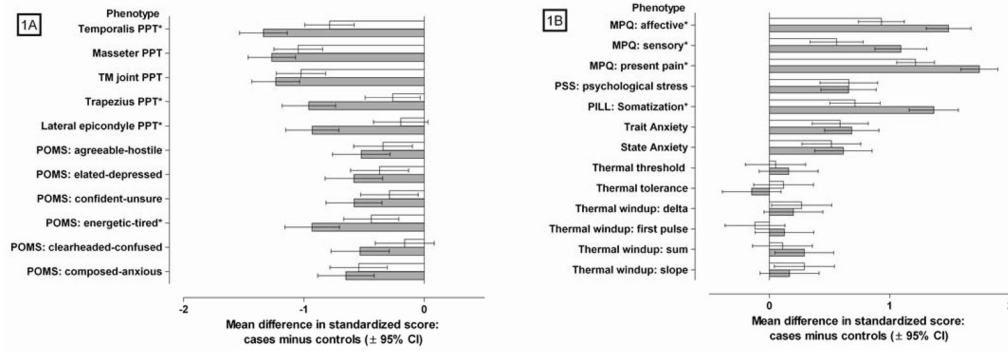 1A
Phenotype
Temporalis PPT*
Masseter PPT
TM joint PPT
Trapezius PPT*
Lateral epicondyle PPT*
POMS: agreeable-hostile
POMS: elated-depressed
POMS: confident-unsure
POMS: energetic-tired*
POMS: clearheaded-confused
POMS: composed-anxious
-2 -1 0
Mean difference in standardized score:
cases minus controls (± 95% CI)
1B
Phenotype
MPQ: affective*
MPQ: sensory*
MPQ: present pain*
PSS: psychological stress
PILL: Somatization*
Trait Anxiety
State Anxiety
Thermal threshold
Thermal tolerance
Thermal windup: delta
Thermal windup: first pulse
Thermal windup: sum
Thermal windup: slope
0 1
Mean difference in standardized score:
cases minus controls (± 95% CI)